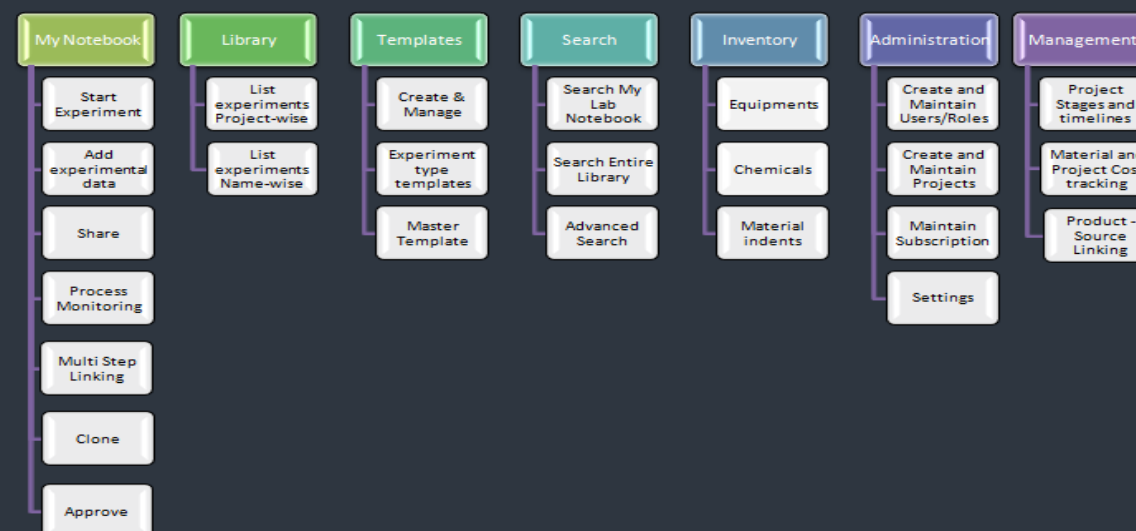 My Notebook
Start
Experiment
Add
experimental
data
Share
Process
Monitoring
Multi Step
Linking
Clone
Approve
Library
List
experiments
Project-wise
List
experiments
Name-wise
Templates
Create &
Manage
Experiment
type
templates
Master
Template
Search
Search My
Lab
Notebook
Search Entire
Library
Advanced
Search
Inventory
Equipments
Chemicals
Material
indents
Administration
Create and
Maintain
Users/Roles
Create and
Maintain
Projects
Maintain
Subscription
Settings
Management
Project
Stages and
timelines
Material and
Project Cos
tracking
Product -
Source
Linking